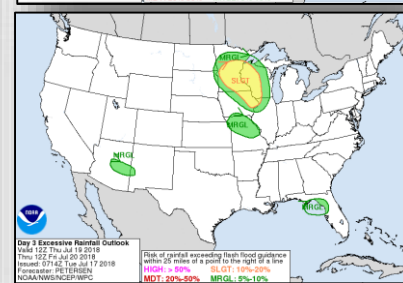 MRGL
SLGT
MRGL
MRGL
MRGL
noaa
Day 3 Excessive Rainfall Outlook
Valid 12Z Thu Jul 19 2018
Thru 12Z Fri Jul 20 2018
Issued: 0714Z Tue Jul 17 2018
Forecaster: PETERSEN
NOAA/NWS/NCEP/WPC
Risk of rainfall exceeding flash flood guidance
within 25 miles of a point to the right of a line
HIGH: > 50% SLGT: 10%-20%
MDT: 20%-50% MRGL: 5%-10%